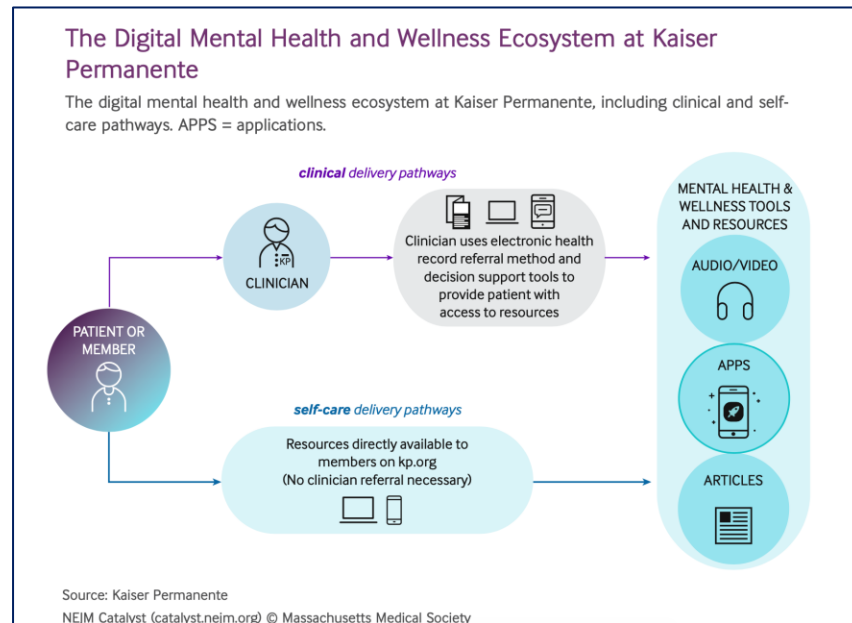 The Digital Mental Health and Wellness Ecosystem at Kaiser
Permanente
The digital mental health and wellness ecosystem at Kaiser Permanente, including clinical and self-
care pathways. APPS = applications.
clinical delivery pathways
PATIENT OR
MEMBER
KP
CLINICIAN
Clinician uses electronic health
record referral method and
decision support tools to
provide patient with
access to resources
self-care delivery pathways
Resources directly available to
members on kp.org
(No clinician referral necessary)
MENTAL HEALTH &
WELLNESS TOOLS
AND RESOURCES
AUDIO/VIDEO
APPS
ARTICLES
Source: Kaiser Permanente
NEJM Catalyst (catalyst.nejm.org) © Massachusetts Medical Society